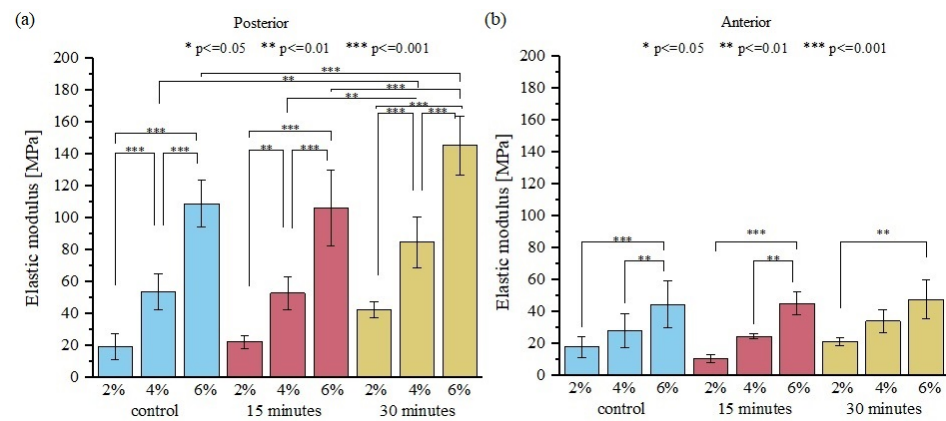 (a)
Posterior
* p<=0.05 ** p<=0.01 *** p<=0.001
Elastic modulus [MPa]
200
180
160
140
120
100
80
60
40
20
0
***
**
***
**
***
*** ***
***
*** ***
***
** ***
2% 4% 6% 2% 4% 6% 2% 4% 6%
control 15 minutes 30 minutes
(b)
Anterior
* p<=0.05 ** p<=0.01 *** p<=0.001
Elastic modulus [MPa]
200
180
160
140
120
100
80
60
40
20
0
*** *** **
** **
2% 4% 6% 2% 4% 6% 2% 4% 6%
control 15 minutes 30 minutes